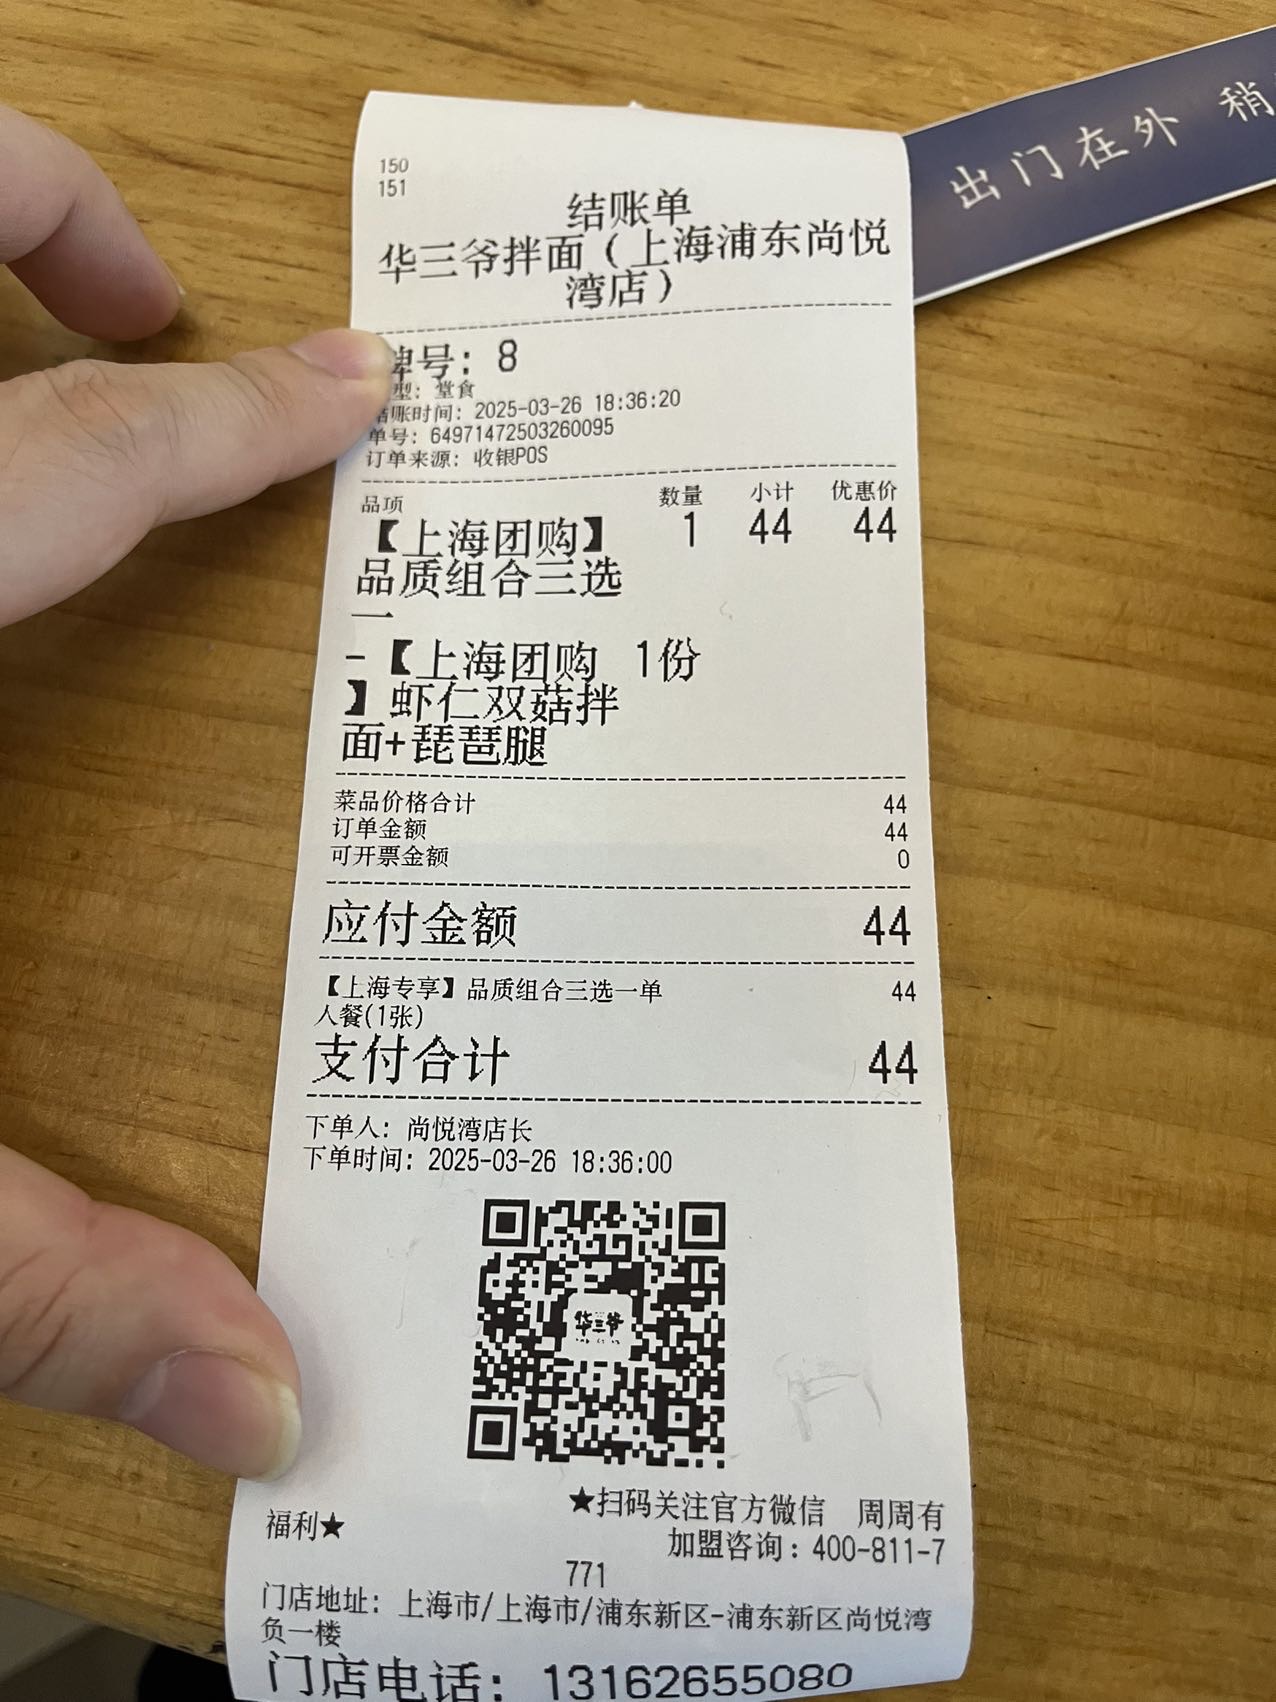 150
151
结账单
华三爷拌面（上海浦东尚悦
湾店）
牌号：8
型：堂食
结账时间：2025-03-26 18:36:20
单号：64971472503260095
订单来源：收银POS
品项 数量 小计 优惠价
【上海团购】 1 44 44
品质组合三选
一
-【上海团购 1份
】虾仁双菇拌
面+琵琶腿
菜品价格合计 44
订单金额 44
可开票金额 0
应付金额 44
【上海专享】品质组合三选一单 44
人餐(1张)
支付合计 44
下单人：尚悦湾店长
下单时间：2025-03-26 18:36:00
华三爷
★扫码关注官方微信 周周有
福利★
加盟咨询：400-811-7
771
门店地址：上海市/上海市/浦东新区-浦东新区尚悦湾
负一楼
门店电话：13162655080
出门在外 稍